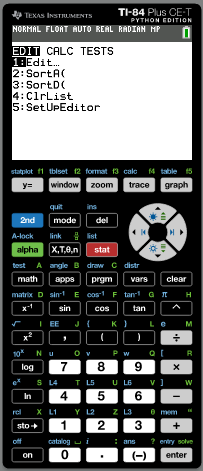 TEXAS INSTRUMENTS TI-84 Plus CE-T
PYTHON EDITION
NORMAL FLOAT AUTO REAL RADIAN MP
EDIT CALC TESTS
1:Edit…
2:SortA(
3:SortD(
4:ClrList
5:SetUpEditor
statplot f1 tblset f2 format f3 calc f4 table f5
y= window zoom trace graph
quit ins
2nd mode del
A-lock link list
alpha X,T,θ,n stat
test A angle B draw C distr
math apps prgm vars clear
matrix D sin⁻¹ E cos⁻¹ F tan⁻¹ G π H
x⁻¹ sin cos tan ^
√ I EE J { K } L e M
x² , ( ) ÷
10ˣ N u O v P w Q [ R
log 7 8 9 ×
eˣ S L4 T L5 U L6 V ] W
ln 4 5 6 −
rcl X L1 Y L2 Z L3 θ mem "
sto→ 1 2 3 +
off catalog i : ans ? entry solve
on 0 . (−) enter